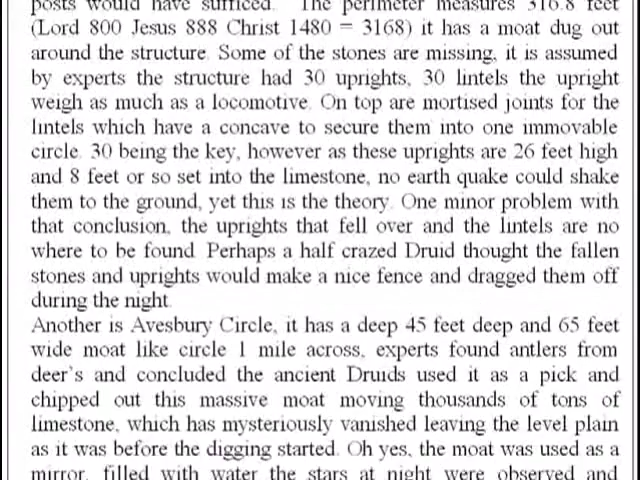 posts would have sufficed. The perimeter measures 316.8 feet
(Lord 800 Jesus 888 Christ 1480 = 3168) it has a moat dug out
around the structure. Some of the stones are missing, it is assumed
by experts the structure had 30 uprights, 30 lintels the upright
weigh as much as a locomotive. On top are mortised joints for the
lintels which have a concave to secure them into one immovable
circle. 30 being the key, however as these uprights are 26 feet high
and 8 feet or so set into the limestone, no earth quake could shake
them to the ground, yet this is the theory. One minor problem with
that conclusion, the uprights that fell over and the lintels are no
where to be found. Perhaps a half crazed Druid thought the fallen
stones and uprights would make a nice fence and dragged them off
during the night.
Another is Avesbury Circle, it has a deep 45 feet deep and 65 feet
wide moat like circle 1 mile across, experts found antlers from
deer's and concluded the ancient Druids used it as a pick and
chipped out this massive moat moving thousands of tons of
limestone, which has mysteriously vanished leaving the level plain
as it was before the digging started. Oh yes, the moat was used as a
mirror, filled with water the stars at night were observed and